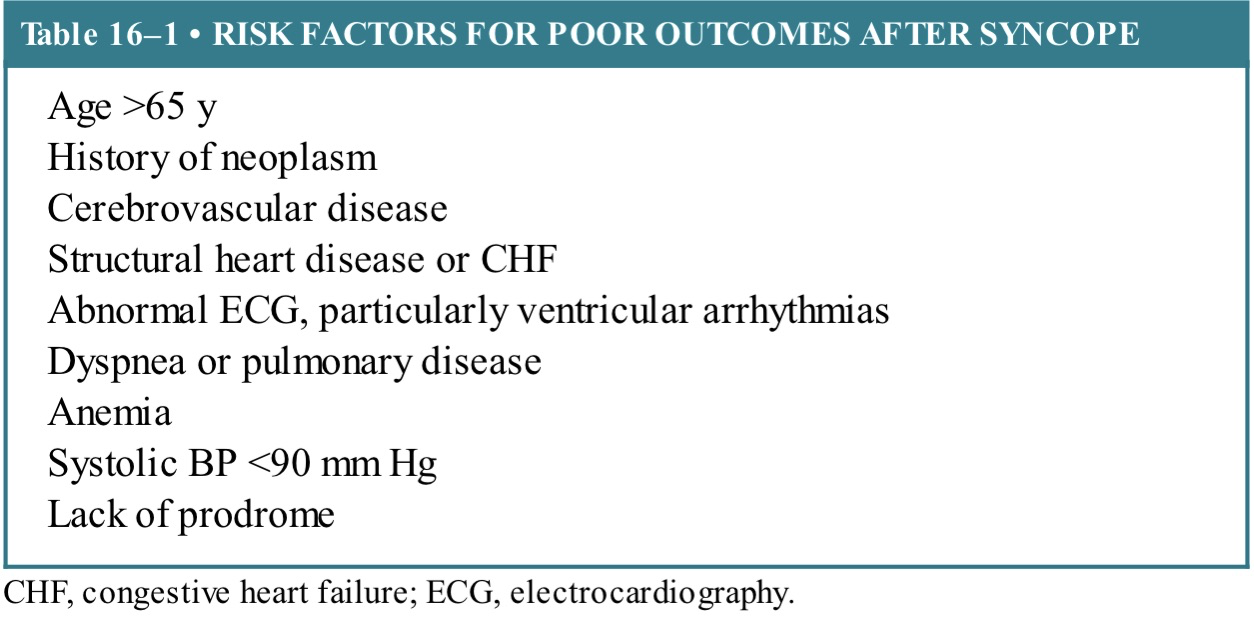 Table 16–1 • RISK FACTORS FOR POOR OUTCOMES AFTER SYNCOPE
Age >65 y
History of neoplasm
Cerebrovascular disease
Structural heart disease or CHF
Abnormal ECG, particularly ventricular arrhythmias
Dyspnea or pulmonary disease
Anemia
Systolic BP <90 mm Hg
Lack of prodrome
CHF, congestive heart failure; ECG, electrocardiography.